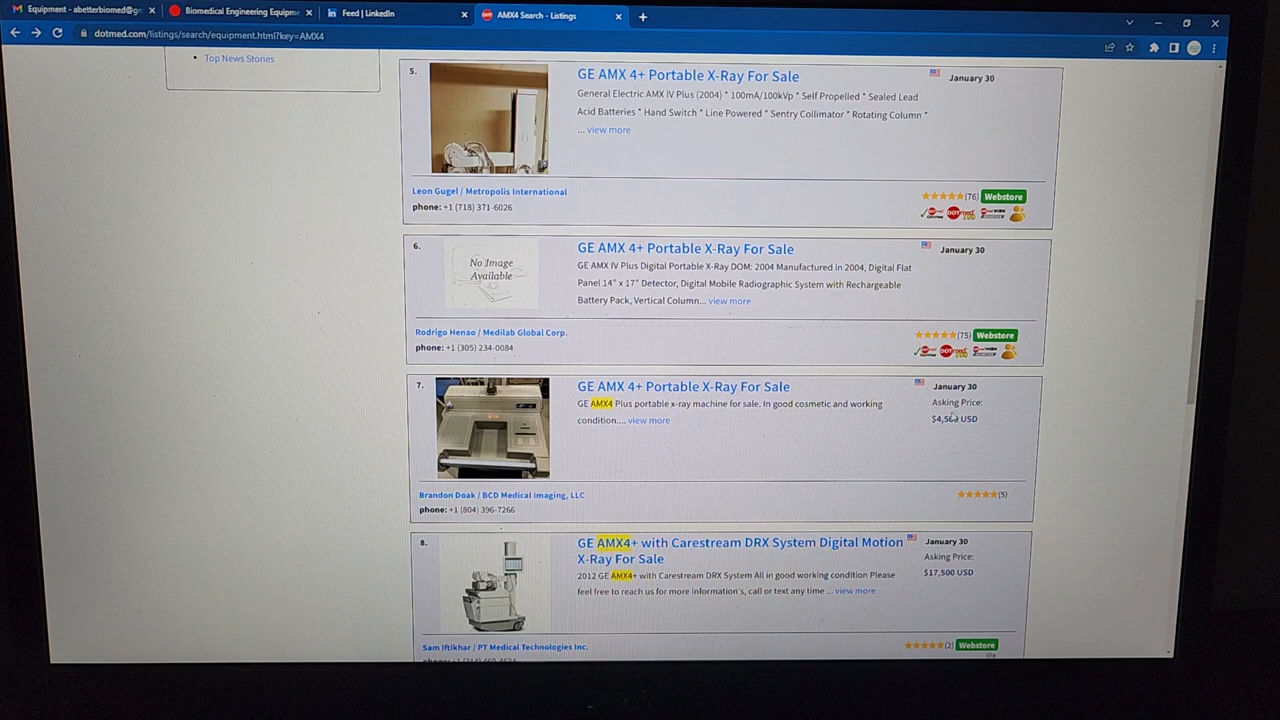 Equipment - abetterbiomed@gm
Biomedical Engineering Equipme
Feed | LinkedIn
AMX4 Search - Listings
dotmed.com/listings/search/equipment.html?key=AMX4
Top News Stories
5.
GE AMX 4+ Portable X-Ray For Sale
January 30
General Electric AMX IV Plus (2004) * 100mA/100kVp * Self Propelled * Sealed Lead
Acid Batteries * Hand Switch * Line Powered * Sentry Collimator * Rotating Column *
... view more
Leon Gugel / Metropolis International
(76) Webstore
phone: +1 (718) 371-6026
6.
GE AMX 4+ Portable X-Ray For Sale
January 30
No Image
Available
GE AMX IV Plus Digital Portable X-Ray DOM: 2004 Manufactured in 2004, Digital Flat
Panel 14" x 17" Detector, Digital Mobile Radiographic System with Rechargeable
Battery Pack, Vertical Column... view more
Rodrigo Henao / Medilab Global Corp.
(75) Webstore
phone: +1 (305) 234-0084
7.
GE AMX 4+ Portable X-Ray For Sale
January 30
Asking Price:
GE AMX4 Plus portable x-ray machine for sale. In good cosmetic and working
condition.... view more
USD
Brandon Doak / BCD Medical Imaging, LLC
(5)
phone: +1 (804) 396-7266
8.
GE AMX4+ with Carestream DRX System Digital Motion
X-Ray For Sale
January 30
Asking Price:
$17,500 USD
2012 GE AMX4+ with Carestream DRX System All in good working condition Please
feel free to reach us for more information's, call or text any time ... view more
Sam Iftikhar / PT Medical Technologies Inc.
(2) Webstore